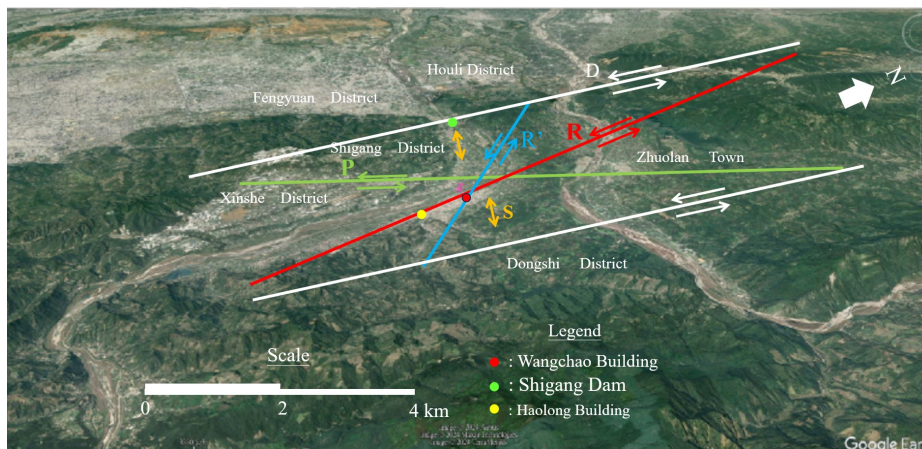 Houli District
D
N
Fengyuan District
R'
R
Shigang District
P
Zhuolan Town
Xinshe District
S
Dongshi District
Legend
Scale
: Wangchao Building
: Shigang Dam
: Haolong Building
0 2 4 km
Google Ear